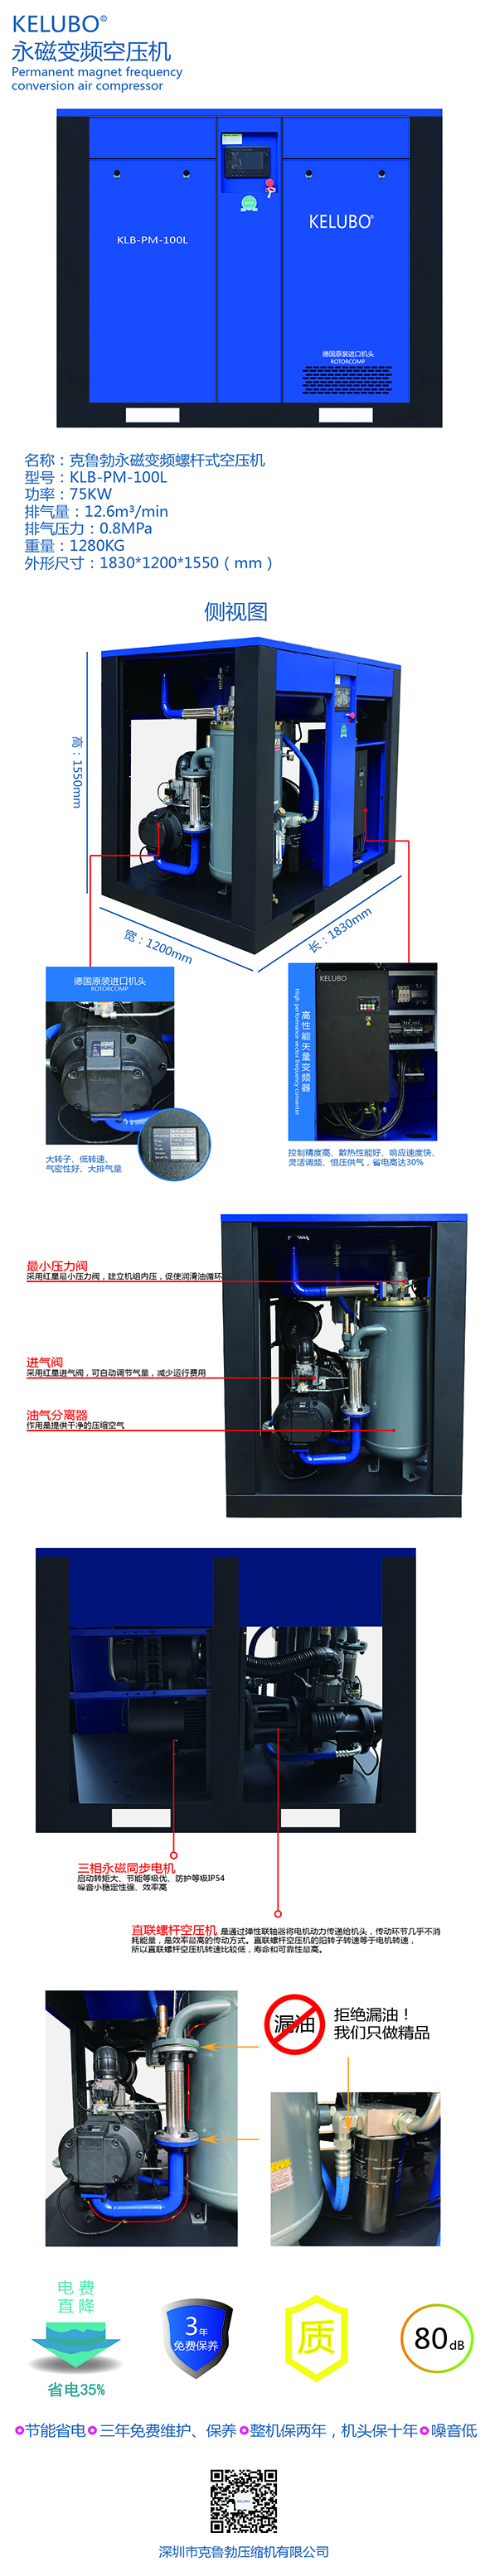 KELUBO®
永磁变频空压机
Permanent magnet frequency
conversion air compressor
KLB-PM-100L
KELUBO®
德国原装进口机头
ROTORCOMP
名称：克鲁勃永磁变频螺杆式空压机
型号：KLB-PM-100L
功率：75KW
排气量：12.6m³/min
排气压力：0.8MPa
重量：1280KG
外形尺寸：1830*1200*1550（mm）
侧视图
高：1550mm
宽：1200mm
长：1830mm
德国原装进口机头
ROTORCOMP
大转子、低转速、
气密性好、大排气量
KELUBO
高性能矢量变频器
High performance vector frequency converter
控制精度高、散热性能好、响应速度快、
灵活调频、恒压供气，省电高达30%
最小压力阀
采用红星最小压力阀，建立机组内压，促使润滑油循环
进气阀
采用红星进气阀，可自动调节气量，减少运行费用
油气分离器
作用是提供干净的压缩空气
三相永磁同步电机
启动转矩大、节能等级优、防护等级IP54
噪音小稳定性强、效率高
直联螺杆空压机 是通过弹性联轴器将电机动力传递给机头，传动环节几乎不消
耗能量，是效率最高的传动方式。直联螺杆空压机的阳转子转速等于电机转速，
所以直联螺杆空压机转速比较低，寿命和可靠性最高。
漏油
拒绝漏油！
我们只做精品
电费
直降
省电35%
3年
免费保养
质
80dB
节能省电 三年免费维护、保养 整机保两年，机头保十年 噪音低
KELUBO
深圳市克鲁勃压缩机有限公司